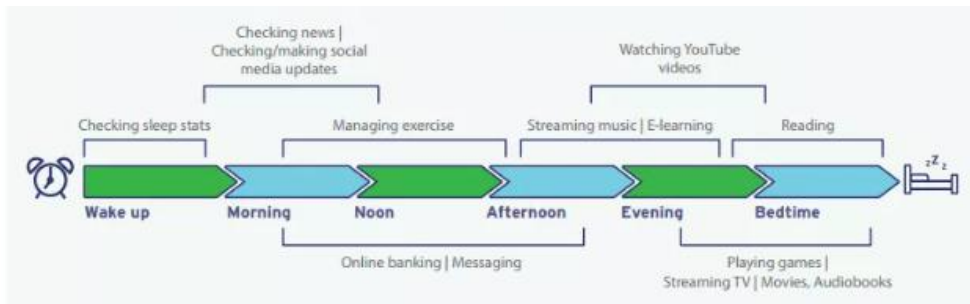 Checking news |
Checking/making social
media updates
Watching YouTube
videos
Checking sleep stats
Managing exercise
Streaming music | E-learning
Reading
zZz
Wake up
Morning
Noon
Afternoon
Evening
Bedtime
Online banking | Messaging
Playing games |
Streaming TV | Movies, Audiobooks